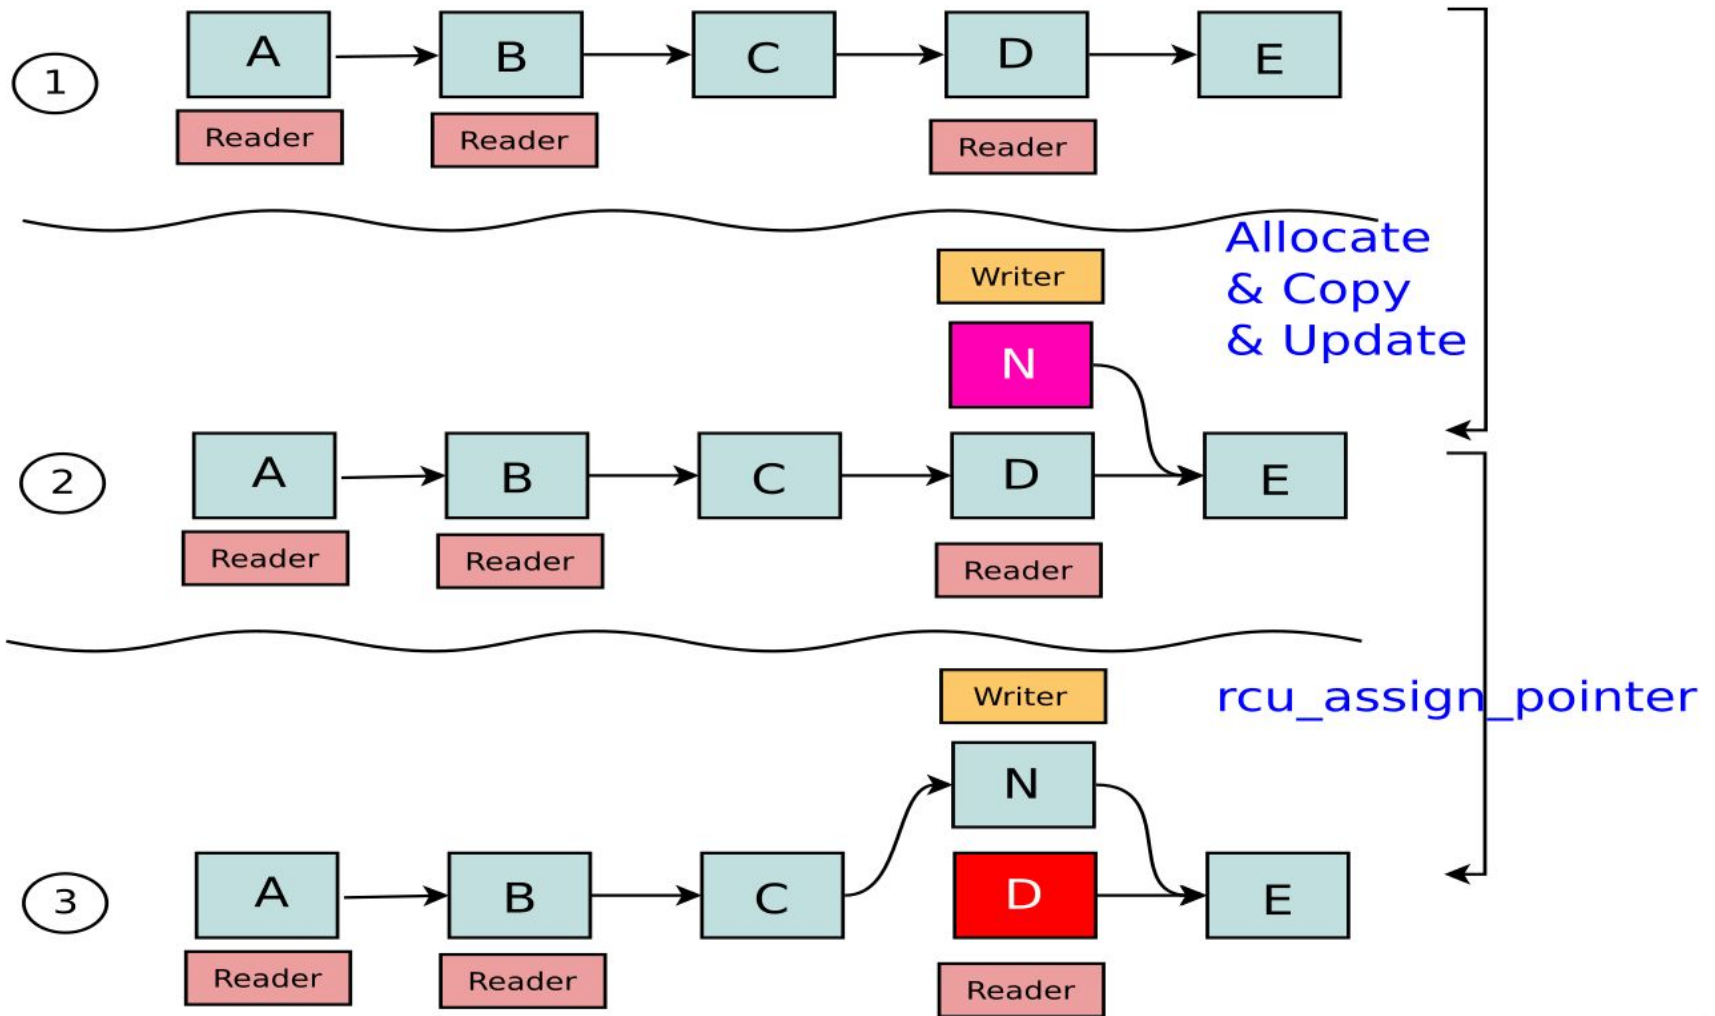 A B C D E
1
Reader Reader Reader
Allocate
& Copy
& Update
Writer
N
2
A B C D E
Reader Reader Reader
Writer
rcu_assign_pointer
N
3
A B C D E
Reader Reader Reader